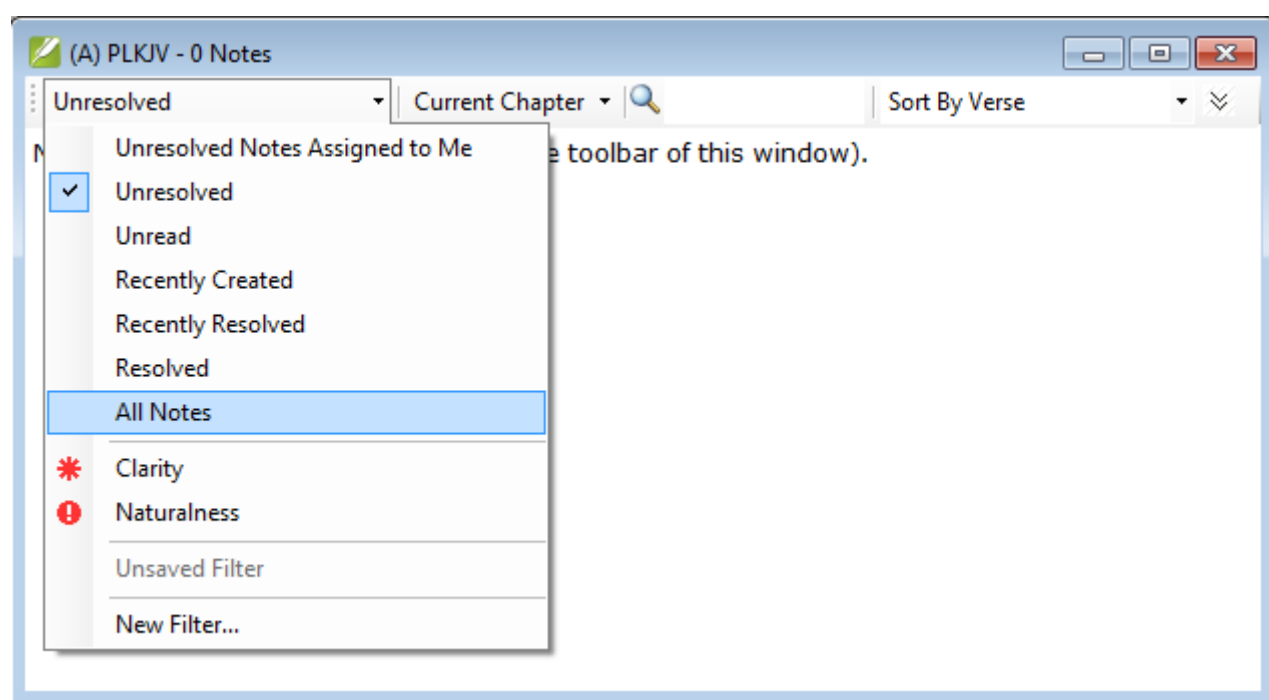 (A) PLKJV - 0 Notes
Unresolved Current Chapter Sort By Verse
N e toolbar of this window).
Unresolved Notes Assigned to Me
Unresolved
Unread
Recently Created
Recently Resolved
Resolved
All Notes
Clarity
Naturalness
Unsaved Filter
New Filter...